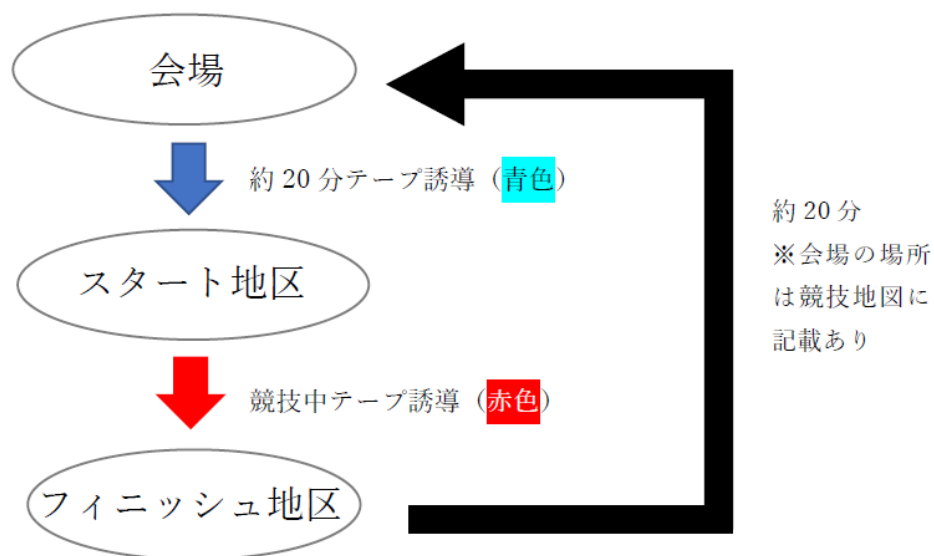 会場
約 20 分テープ誘導（青色）
スタート地区
競技中テープ誘導（赤色）
フィニッシュ地区
約 20 分
※会場の場所
は競技地図に
記載あり